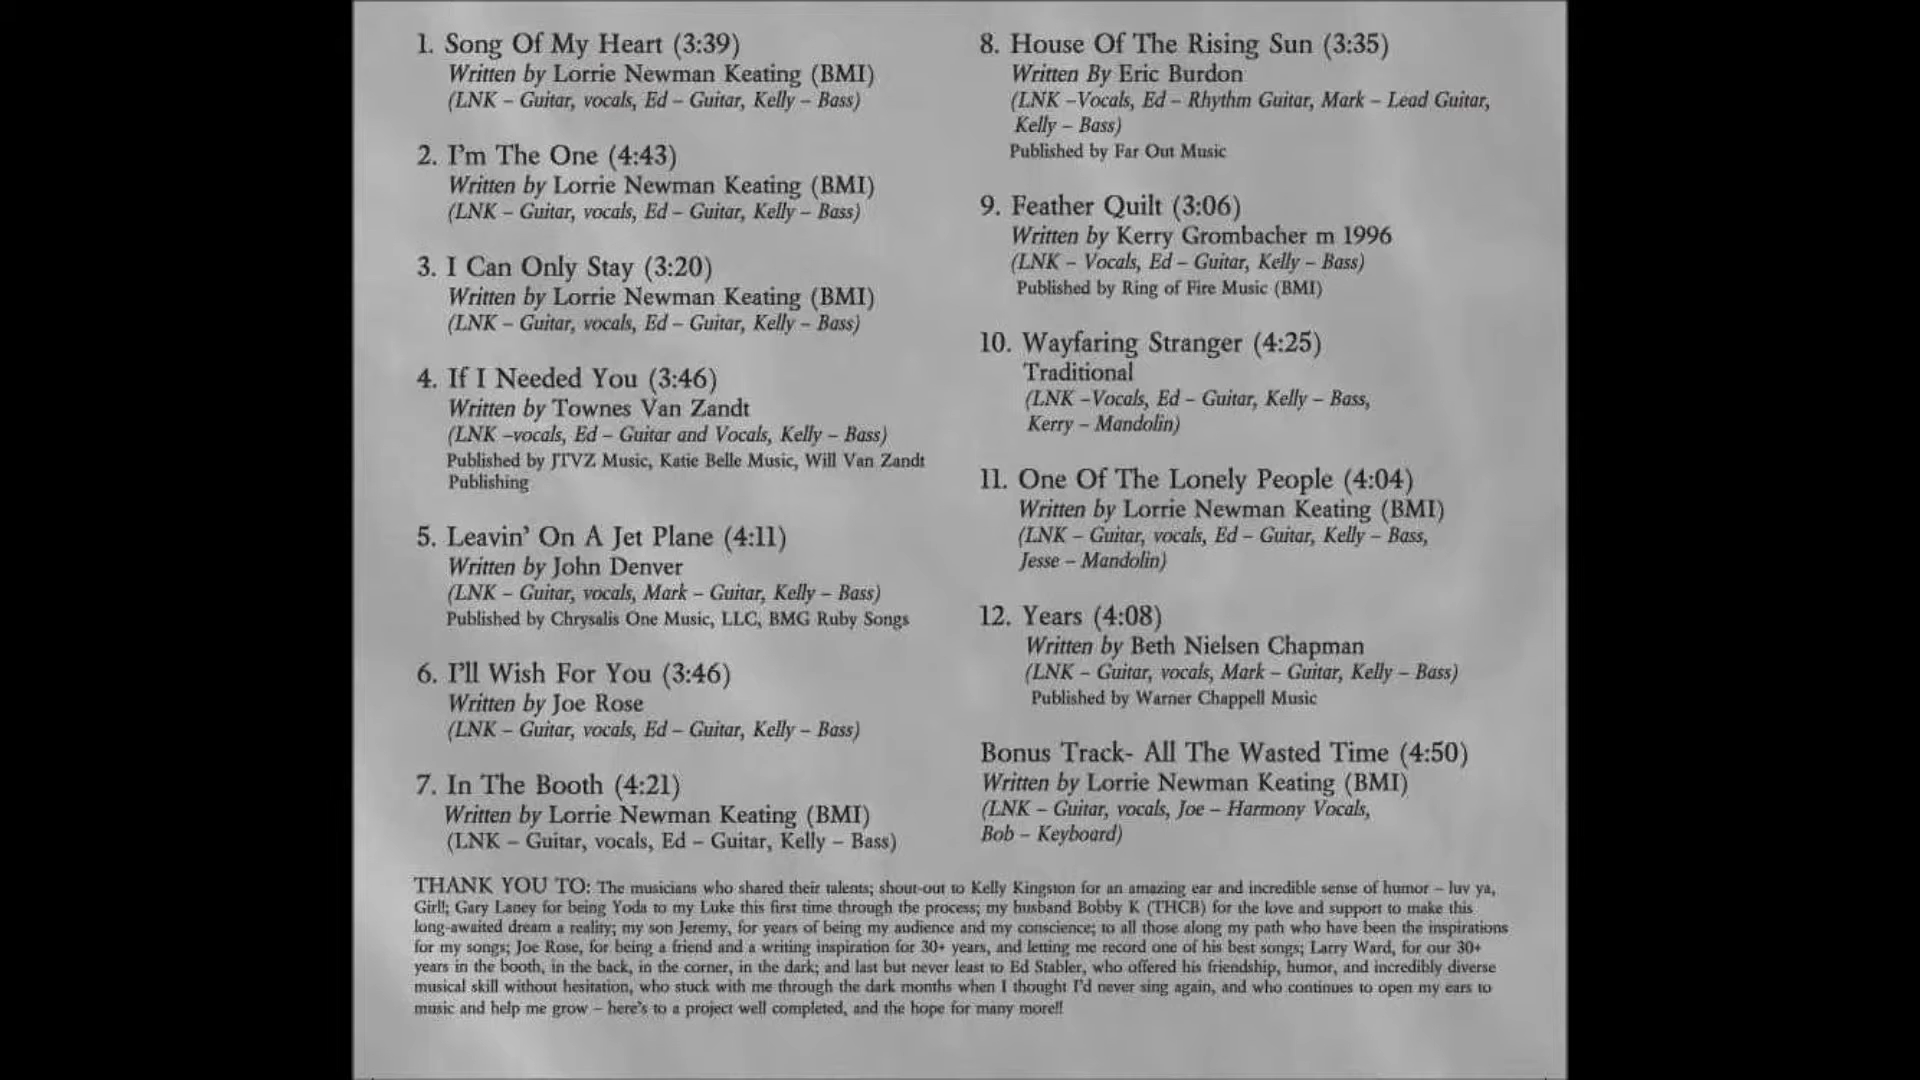 1. Song Of My Heart (3:39)
Written by Lorrie Newman Keating (BMI)
(LNK – Guitar, vocals, Ed – Guitar, Kelly – Bass)
2. I'm The One (4:43)
Written by Lorrie Newman Keating (BMI)
(LNK – Guitar, vocals, Ed – Guitar, Kelly – Bass)
3. I Can Only Stay (3:20)
Written by Lorrie Newman Keating (BMI)
(LNK – Guitar, vocals, Ed – Guitar, Kelly – Bass)
4. If I Needed You (3:46)
Written by Townes Van Zandt
(LNK –vocals, Ed – Guitar and Vocals, Kelly – Bass)
Published by JTVZ Music, Katie Belle Music, Will Van Zandt
Publishing
5. Leavin' On A Jet Plane (4:11)
Written by John Denver
(LNK – Guitar, vocals, Mark – Guitar, Kelly – Bass)
Published by Chrysalis One Music, LLC, BMG Ruby Songs
6. I'll Wish For You (3:46)
Written by Joe Rose
(LNK – Guitar, vocals, Ed – Guitar, Kelly – Bass)
7. In The Booth (4:21)
Written by Lorrie Newman Keating (BMI)
(LNK – Guitar, vocals, Ed – Guitar, Kelly – Bass)
8. House Of The Rising Sun (3:35)
Written By Eric Burdon
(LNK –Vocals, Ed – Rhythm Guitar, Mark – Lead Guitar,
Kelly – Bass)
Published by Far Out Music
9. Feather Quilt (3:06)
Written by Kerry Grombacher m 1996
(LNK – Vocals, Ed – Guitar, Kelly – Bass)
Published by Ring of Fire Music (BMI)
10. Wayfaring Stranger (4:25)
Traditional
(LNK –Vocals, Ed – Guitar, Kelly – Bass,
Kerry – Mandolin)
11. One Of The Lonely People (4:04)
Written by Lorrie Newman Keating (BMI)
(LNK – Guitar, vocals, Ed – Guitar, Kelly – Bass,
Jesse – Mandolin)
12. Years (4:08)
Written by Beth Nielsen Chapman
(LNK – Guitar, vocals, Mark – Guitar, Kelly – Bass)
Published by Warner Chappell Music
Bonus Track- All The Wasted Time (4:50)
Written by Lorrie Newman Keating (BMI)
(LNK – Guitar, vocals, Joe – Harmony Vocals,
Bob – Keyboard)
THANK YOU TO: The musicians who shared their talents; shout-out to Kelly Kingston for an amazing ear and incredible sense of humor – luv ya,
Girl!; Gary Laney for being Yoda to my Luke this first time through the process; my husband Bobby K (THCB) for the love and support to make this
long-awaited dream a reality; my son Jeremy, for years of being my audience and my conscience; to all those along my path who have been the inspirations
for my songs; Joe Rose, for being a friend and a writing inspiration for 30+ years, and letting me record one of his best songs; Larry Ward, for our 30+
years in the booth, in the back, in the corner, in the dark; and last but never least to Ed Stabler, who offered his friendship, humor, and incredibly diverse
musical skill without hesitation, who stuck with me through the dark months when I thought I'd never sing again, and who continues to open my ears to
music and help me grow – here's to a project well completed, and the hope for many more!!